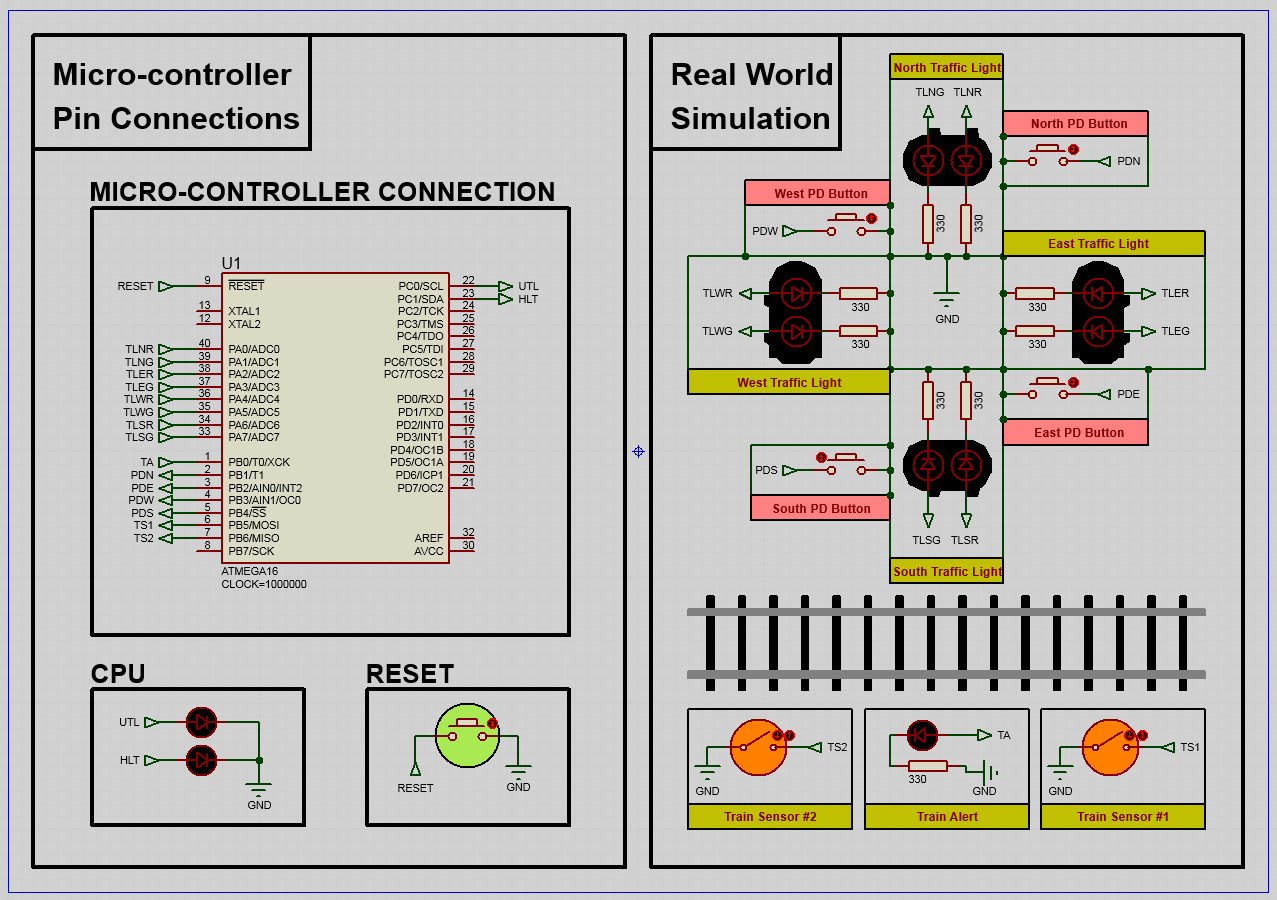 Micro-controller
Pin Connections
MICRO-CONTROLLER CONNECTION
U1
RESET 9 RESET
13 XTAL1
12 XTAL2
TLNR 40 PA0/ADC0
TLNG 39 PA1/ADC1
TLER 38 PA2/ADC2
TLEG 37 PA3/ADC3
TLWR 36 PA4/ADC4
TLWG 35 PA5/ADC5
TLSR 34 PA6/ADC6
TLSG 33 PA7/ADC7
TA 1 PB0/T0/XCK
PDN 2 PB1/T1
PDE 3 PB2/AIN0/INT2
PDW 4 PB3/AIN1/OC0
PDS 5 PB4/SS
TS1 6 PB5/MOSI
TS2 7 PB6/MISO
8 PB7/SCK
PC0/SCL 22 UTL
PC1/SDA 23 HLT
PC2/TCK 24
PC3/TMS 25
PC4/TDO 26
PC5/TDI 27
PC6/TOSC1 28
PC7/TOSC2 29
PD0/RXD 14
PD1/TXD 15
PD2/INT0 16
PD3/INT1 17
PD4/OC1B 18
PD5/OC1A 19
PD6/ICP1 20
PD7/OC2 21
AREF 32
AVCC 30
ATMEGA16
CLOCK=1000000
CPU
UTL
HLT
GND
RESET
RESET
GND
Real World
Simulation
North Traffic Light
TLNG TLNR
North PD Button
PDN
West PD Button
PDW
330 330
East Traffic Light
TLWR
330
TLWG
330
GND
330
TLER
330
TLEG
West Traffic Light
330 330
PDE
East PD Button
PDS
South PD Button
TLSG TLSR
South Traffic Light
TS2
GND
Train Sensor #2
TA
330
GND
Train Alert
TS1
GND
Train Sensor #1